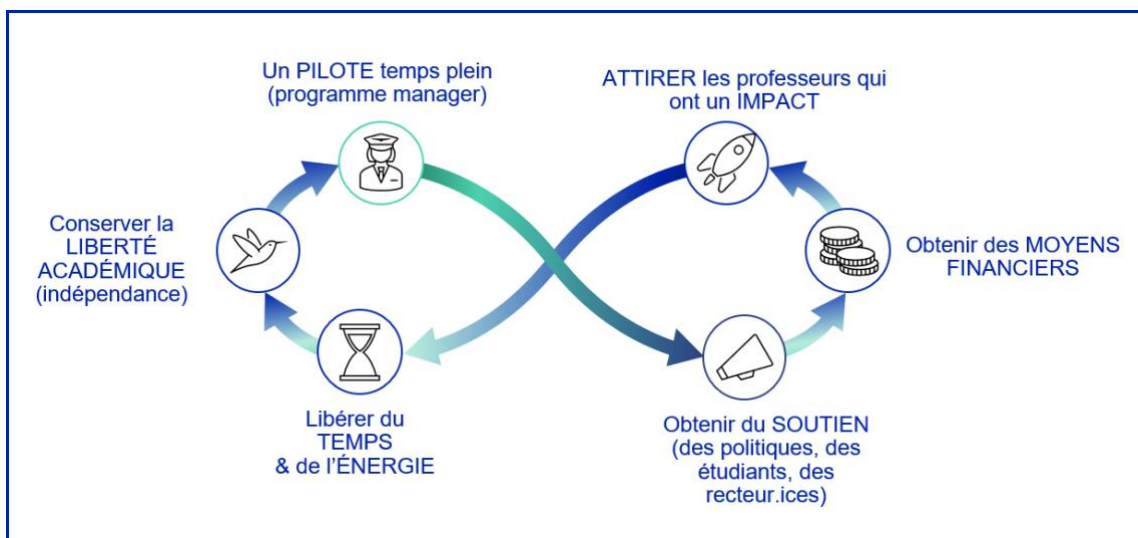 Un PILOTE temps plein
(programme manager)
ATTIRER les professeurs qui
ont un IMPACT
Conserver la
LIBERTÉ
ACADÉMIQUE
(indépendance)
Obtenir des MOYENS
FINANCIERS
Libérer du
TEMPS
& de l’ÉNERGIE
Obtenir du SOUTIEN
(des politiques, des
étudiants, des
recteur.ices)